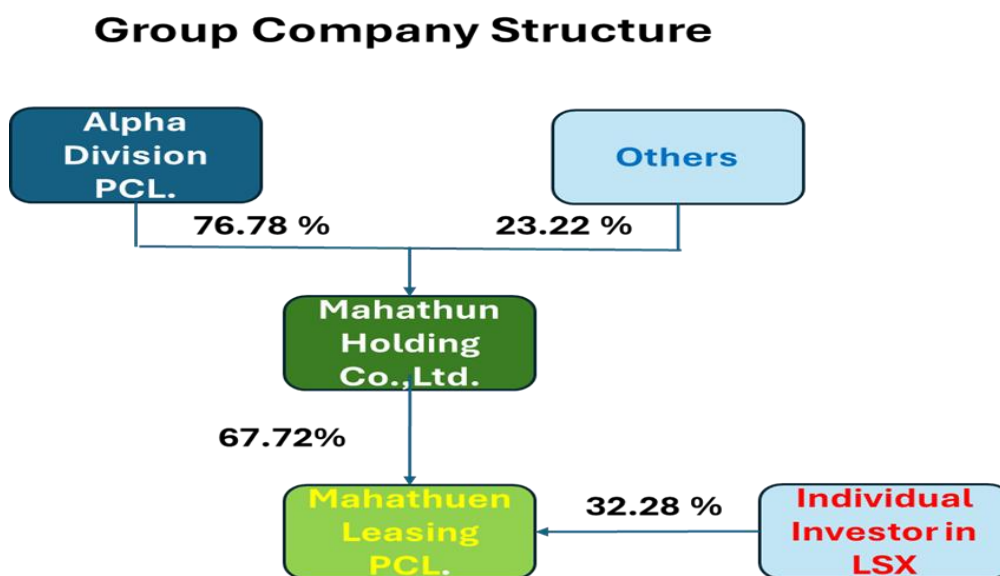 Group Company Structure
Alpha
Division
PCL.
Others
76.78 %
23.22 %
Mahathun
Holding
Co.,Ltd.
67.72%
Mahathuen
Leasing
PCL.
32.28 %
Individual
Investor in
LSX